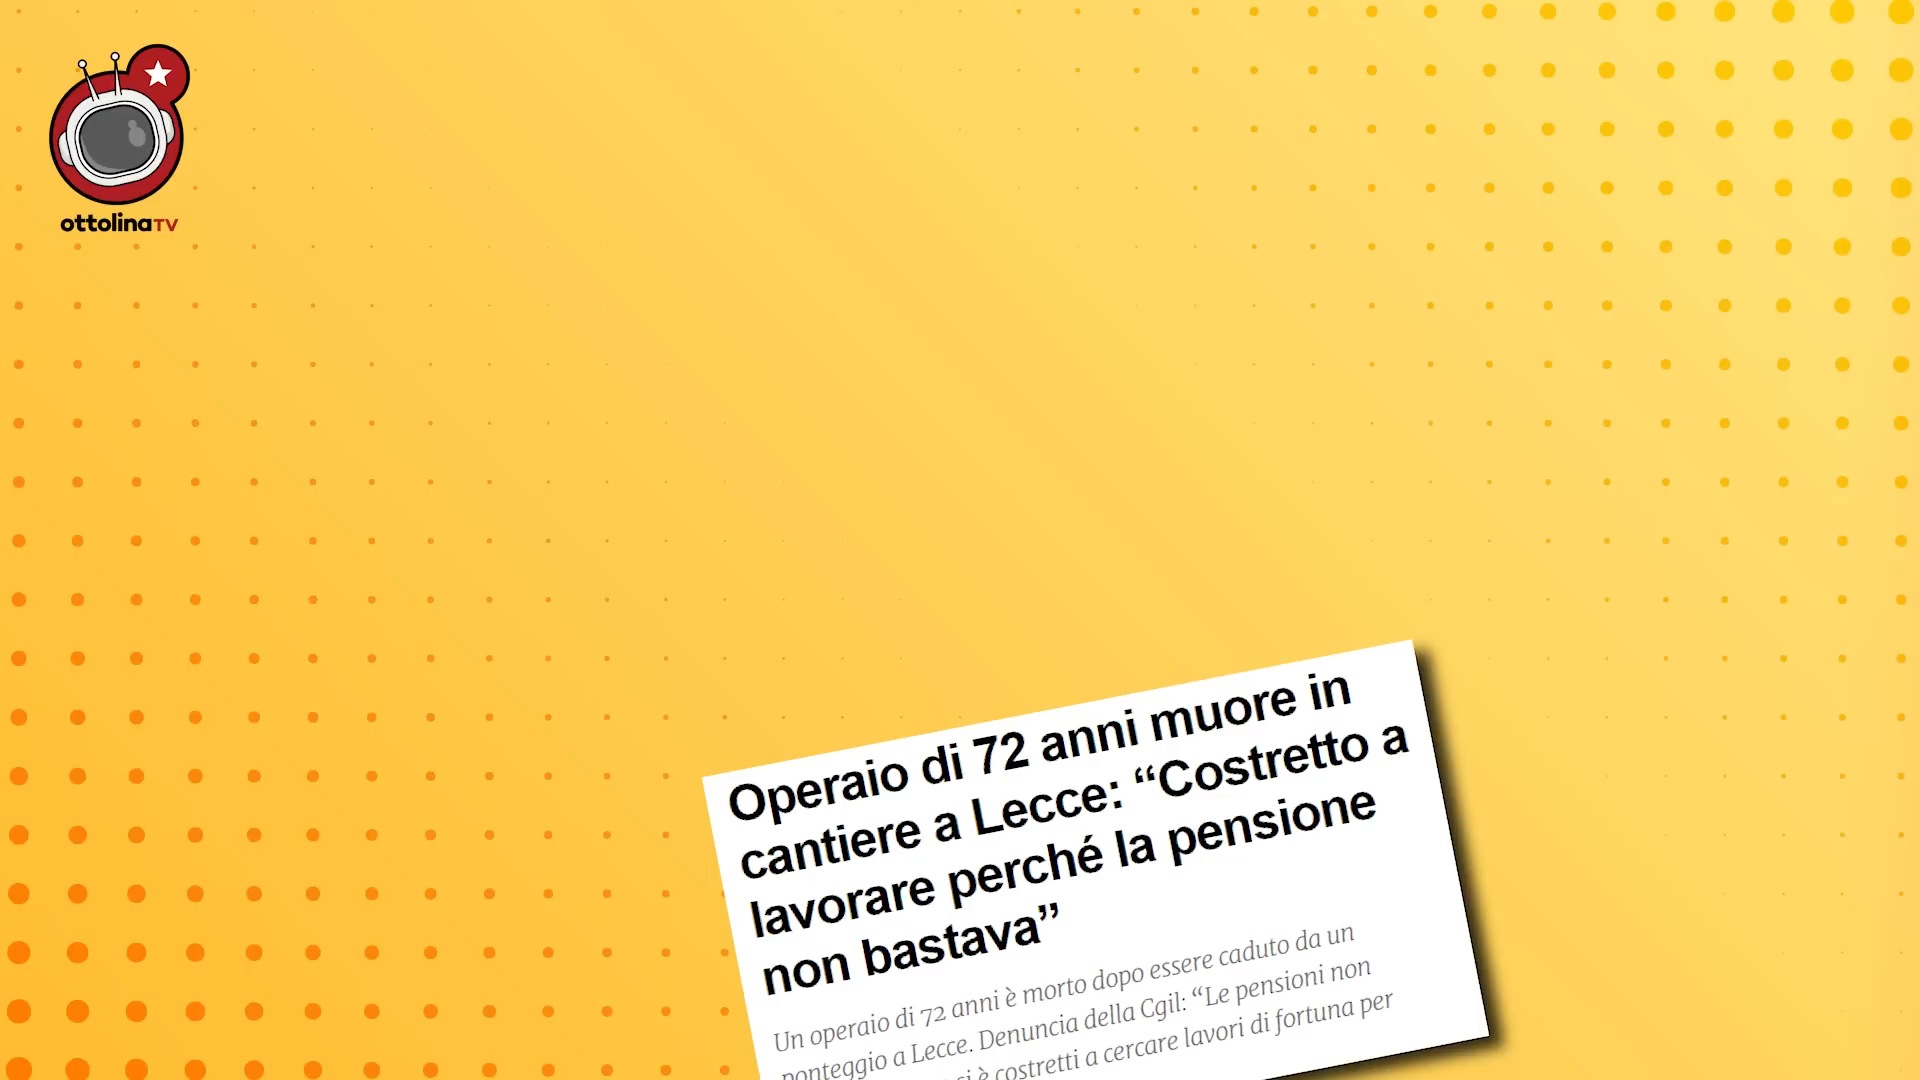 ottolinaTV
Operaio di 72 anni muore in
cantiere a Lecce: “Costretto a
lavorare perché la pensione
non bastava”
Un operaio di 72 anni è morto dopo essere caduto da un
ponteggio a Lecce. Denuncia della Cgil: “Le pensioni non
si è costretti a cercare lavori di fortuna per